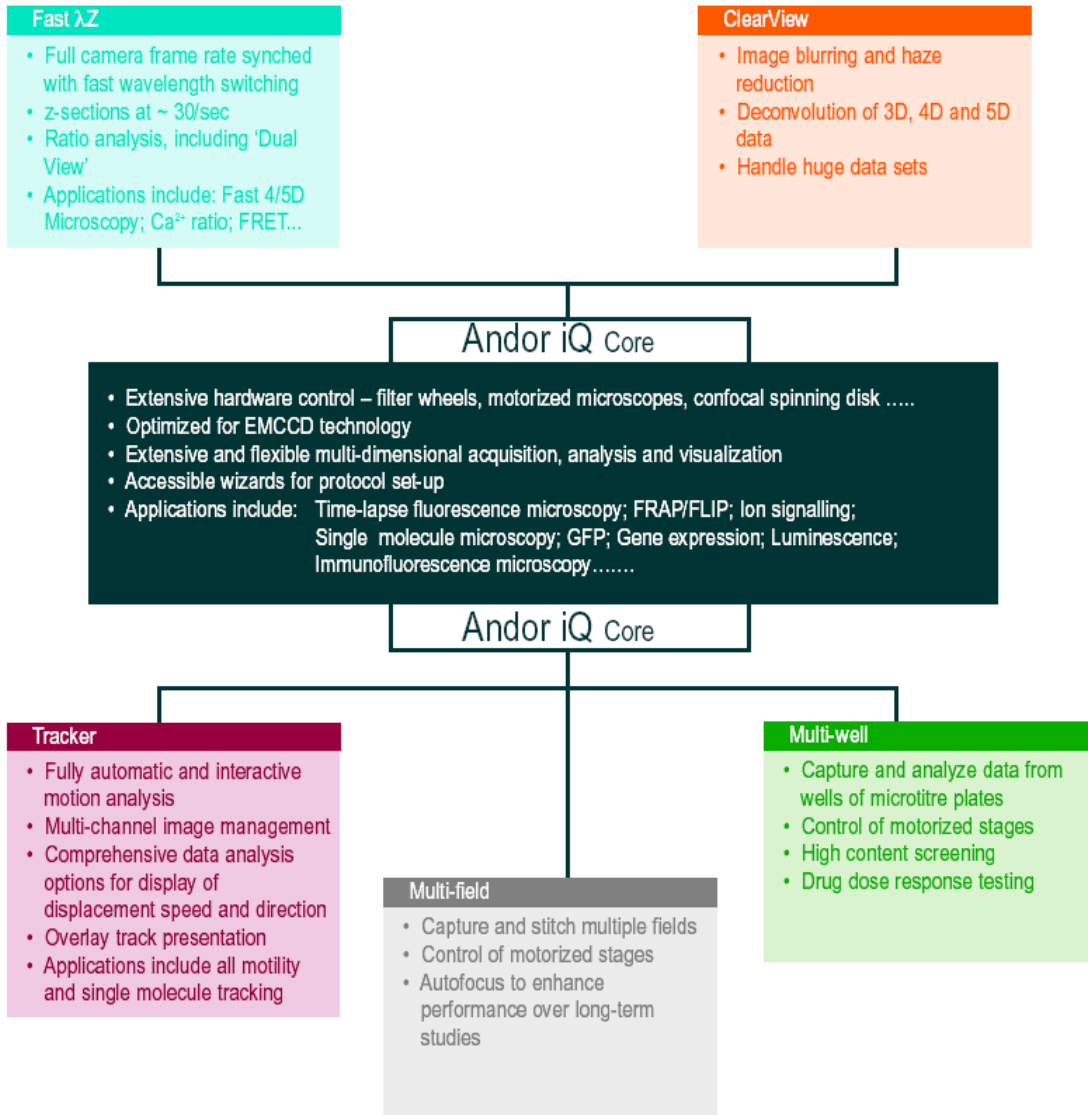 Fast λZ
• Full camera frame rate synched
with fast wavelength switching
• z-sections at ~ 30/sec
• Ratio analysis, including ‘Dual
View’
• Applications include: Fast 4/5D
Microscopy; Ca²⁺ ratio; FRET...
ClearView
• Image blurring and haze
reduction
• Deconvolution of 3D, 4D and 5D
data
• Handle huge data sets
Andor iQ Core
• Extensive hardware control – filter wheels, motorized microscopes, confocal spinning disk .....
• Optimized for EMCCD technology
• Extensive and flexible multi-dimensional acquisition, analysis and visualization
• Accessible wizards for protocol set-up
• Applications include: Time-lapse fluorescence microscopy; FRAP/FLIP; Ion signalling;
Single molecule microscopy; GFP; Gene expression; Luminescence;
Immunofluorescence microscopy.......
Andor iQ Core
Tracker
• Fully automatic and interactive
motion analysis
• Multi-channel image management
• Comprehensive data analysis
options for display of
displacement speed and direction
• Overlay track presentation
• Applications include all motility
and single molecule tracking
Multi-field
• Capture and stitch multiple fields
• Control of motorized stages
• Autofocus to enhance
performance over long-term
studies
Multi-well
• Capture and analyze data from
wells of microtitre plates
• Control of motorized stages
• High content screening
• Drug dose response testing